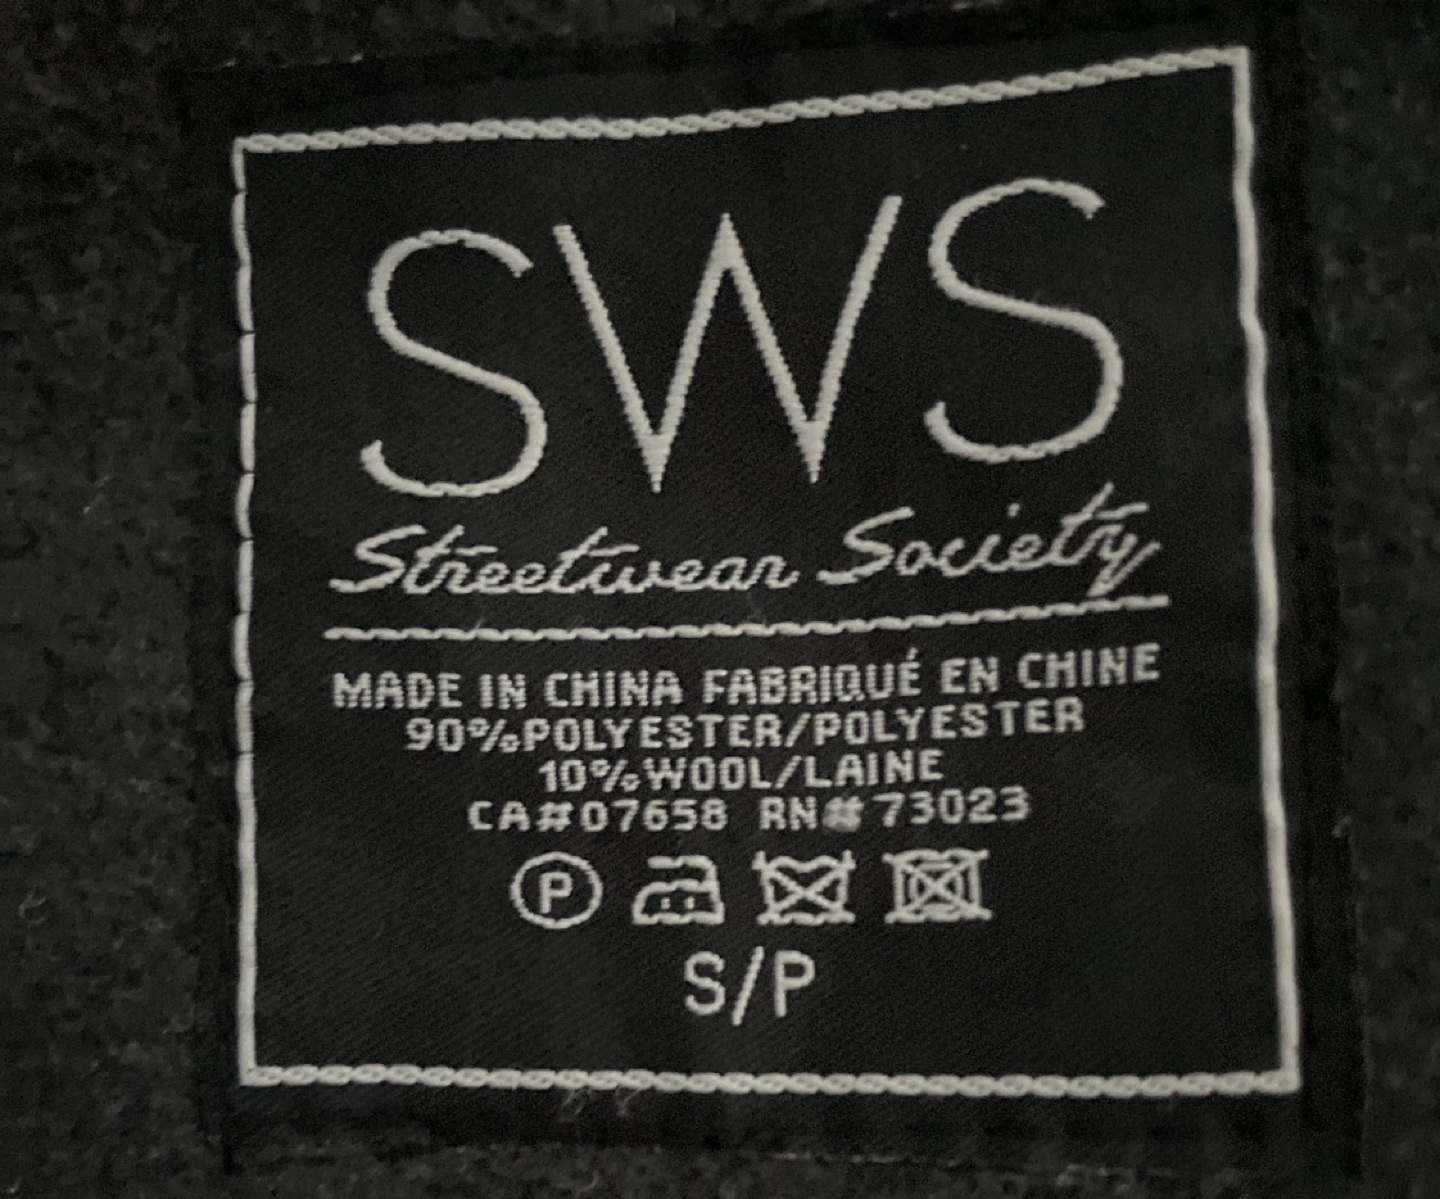 SWS
Streetwear Society
MADE IN CHINA FABRIQUÉ EN CHINE
90%POLYESTER/POLYESTER
10%WOOL/LAINE
CA#07658 RN#73023
P
S/P